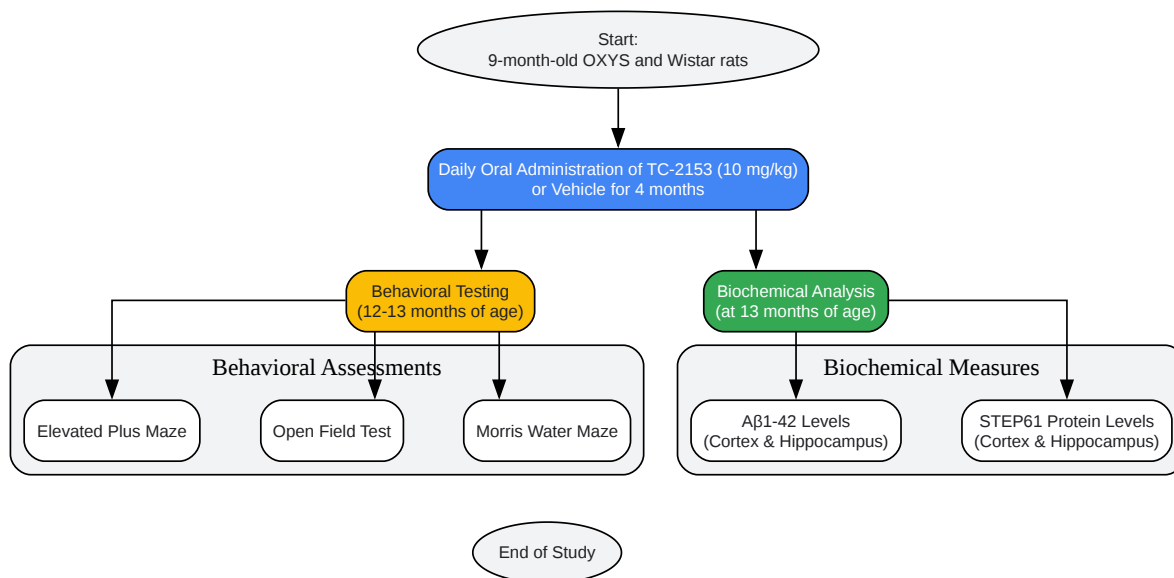 Start:
9-month-old OXYS and Wistar rats
Daily Oral Administration of TC-2153 (10 mg/kg)
or Vehicle for 4 months
Behavioral Testing
(12-13 months of age)
Biochemical Analysis
(at 13 months of age)
Behavioral Assessments
Biochemical Measures
Elevated Plus Maze
Open Field Test
Morris Water Maze
Aβ1-42 Levels
(Cortex & Hippocampus)
STEP61 Protein Levels
(Cortex & Hippocampus)
End of Study